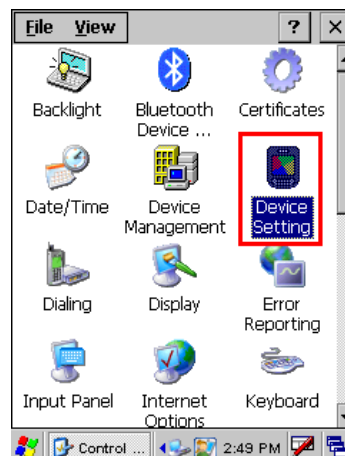 File View ? ×
Backlight Bluetooth Certificates
Device ...
Date/Time Device Device
Management Setting
Dialing Display Error
Reporting
Input Panel Internet Keyboard
Options
Control ... 2:49 PM